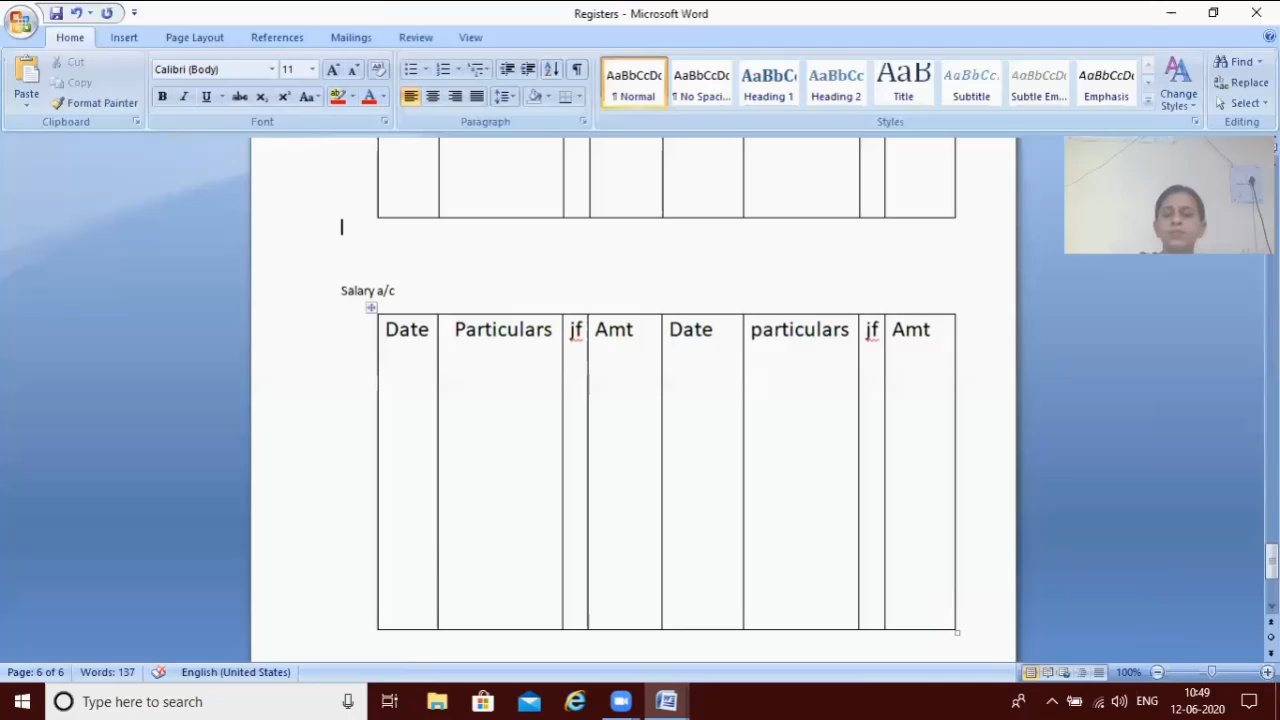 Registers - Microsoft Word
Home Insert Page Layout References Mailings Review View
Paste
Cut
Copy
Format Painter
Clipboard
Calibri (Body) 11
Font
Paragraph
AaBbCcDc AaBbCcDc AaBbC AaBbCc AaB AaBbCc. AaBbCcDc AaBbCcDc
¶ Normal ¶ No Spaci... Heading 1 Heading 2 Title Subtitle Subtle Em... Emphasis
Change Styles
Styles
Find
Replace
Select
Editing
Salary a/c
Date Particulars jf Amt Date particulars jf Amt
Page: 6 of 6 Words: 137 English (United States) 100%
Type here to search
ENG
10:49
12-06-2020